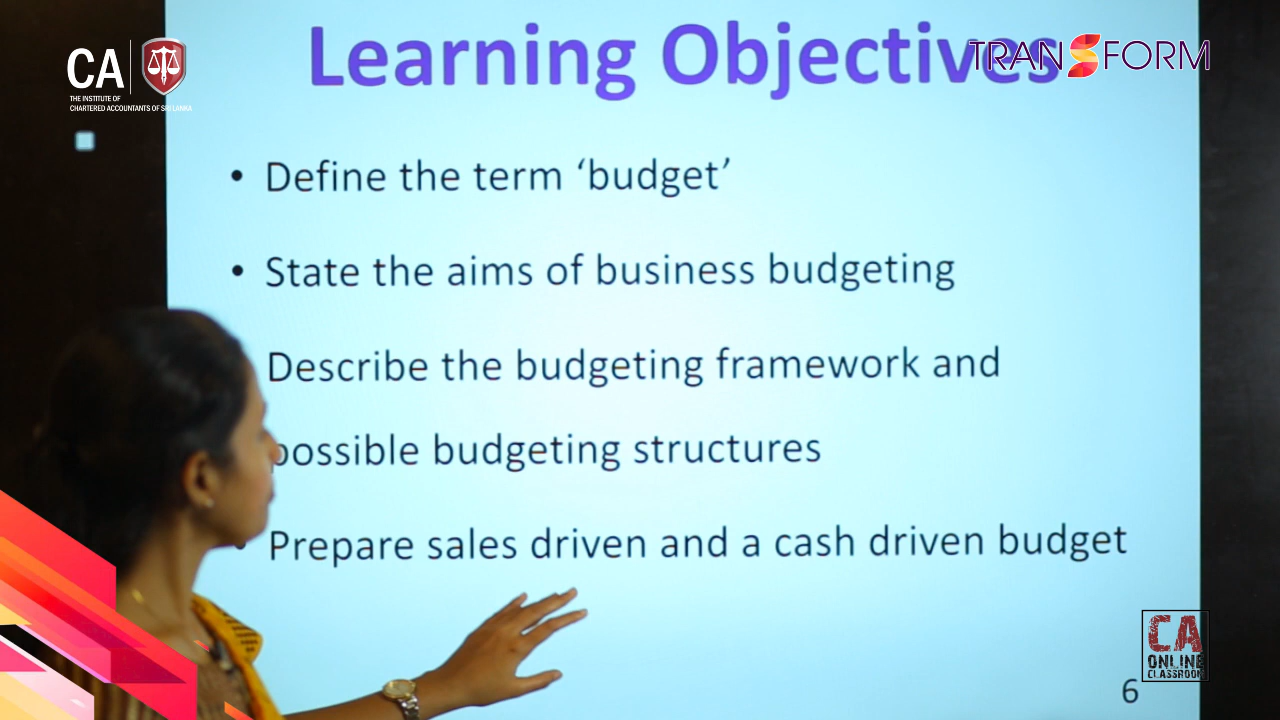 Learning Objectives
CA
THE INSTITUTE OF
CHARTERED ACCOUNTANTS OF SRI LANKA
TRANSFORM
• Define the term ‘budget’
• State the aims of business budgeting
Describe the budgeting framework and
possible budgeting structures
• Prepare sales driven and a cash driven budget
CA
ONLINE
CLASSROOM
6